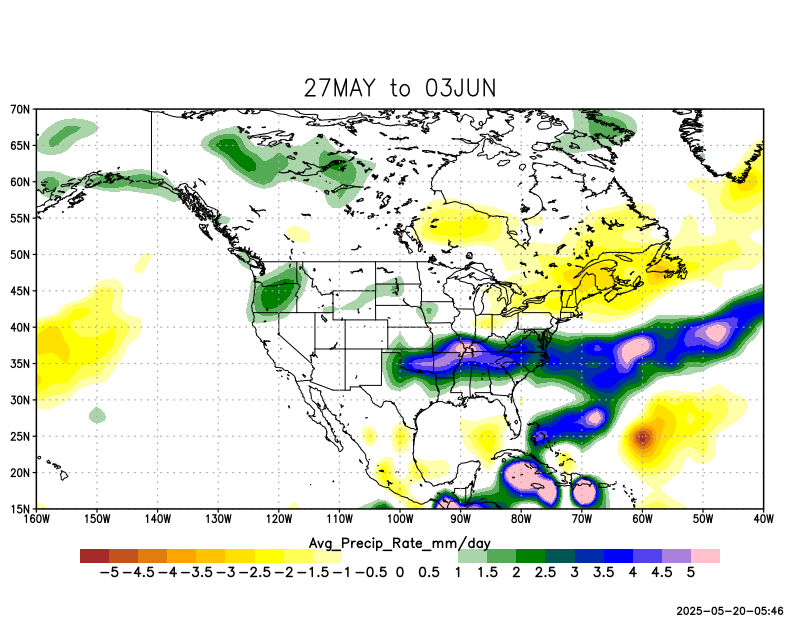 27MAY to 03JUN
70N
65N
60N
55N
50N
45N
40N
35N
30N
25N
20N
15N
160W 150W 140W 130W 120W 110W 100W 90W 80W 70W 60W 50W 40W
Avg_Precip_Rate_mm/day
-5 -4.5 -4 -3.5 -3 -2.5 -2 -1.5 -1 -0.5 0 0.5 1 1.5 2 2.5 3 3.5 4 4.5 5
2025-05-20-05:46